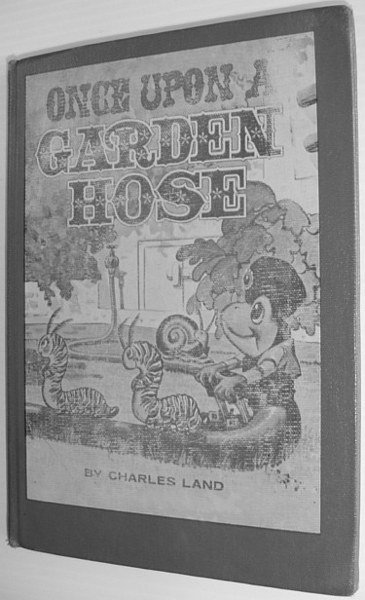 ONCE UPON A
GARDEN
HOSE
BY CHARLES LAND